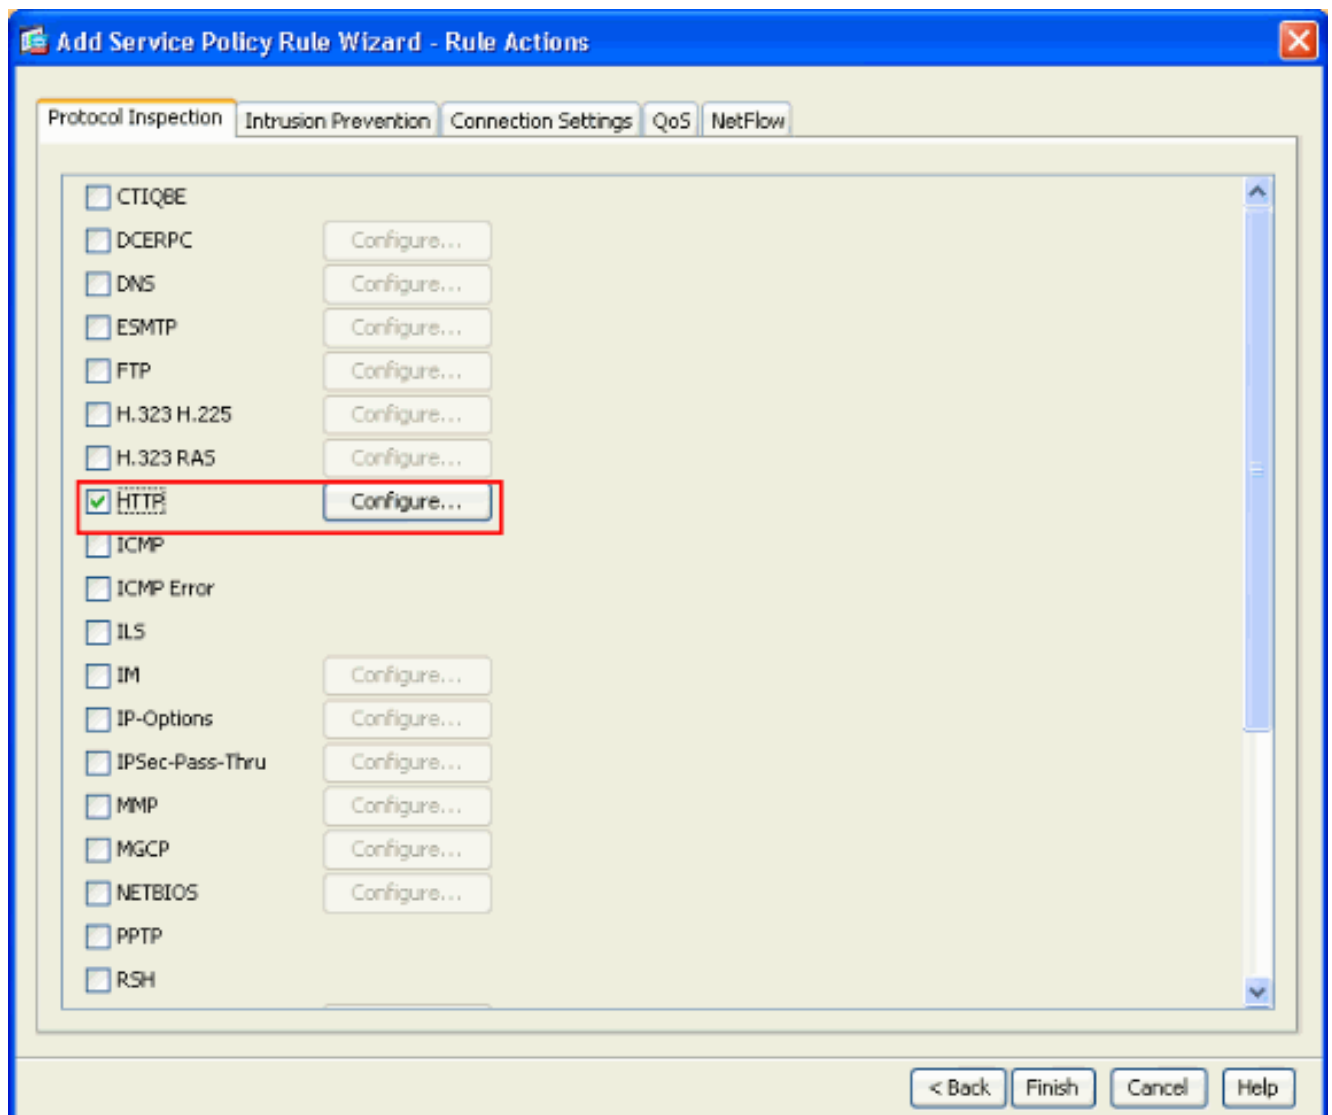 Add Service Policy Rule Wizard - Rule Actions
Protocol Inspection Intrusion Prevention Connection Settings QoS NetFlow
CTIQBE
DCERPC Configure...
DNS Configure...
ESMTP Configure...
FTP Configure...
H.323 H.225 Configure...
H.323 RAS Configure...
HTTP Configure...
ICMP
ICMP Error
ILS
IM Configure...
IP-Options Configure...
IPSec-Pass-Thru Configure...
MMP Configure...
MGCP Configure...
NETBIOS Configure...
PPTP
RSH
< Back Finish Cancel Help